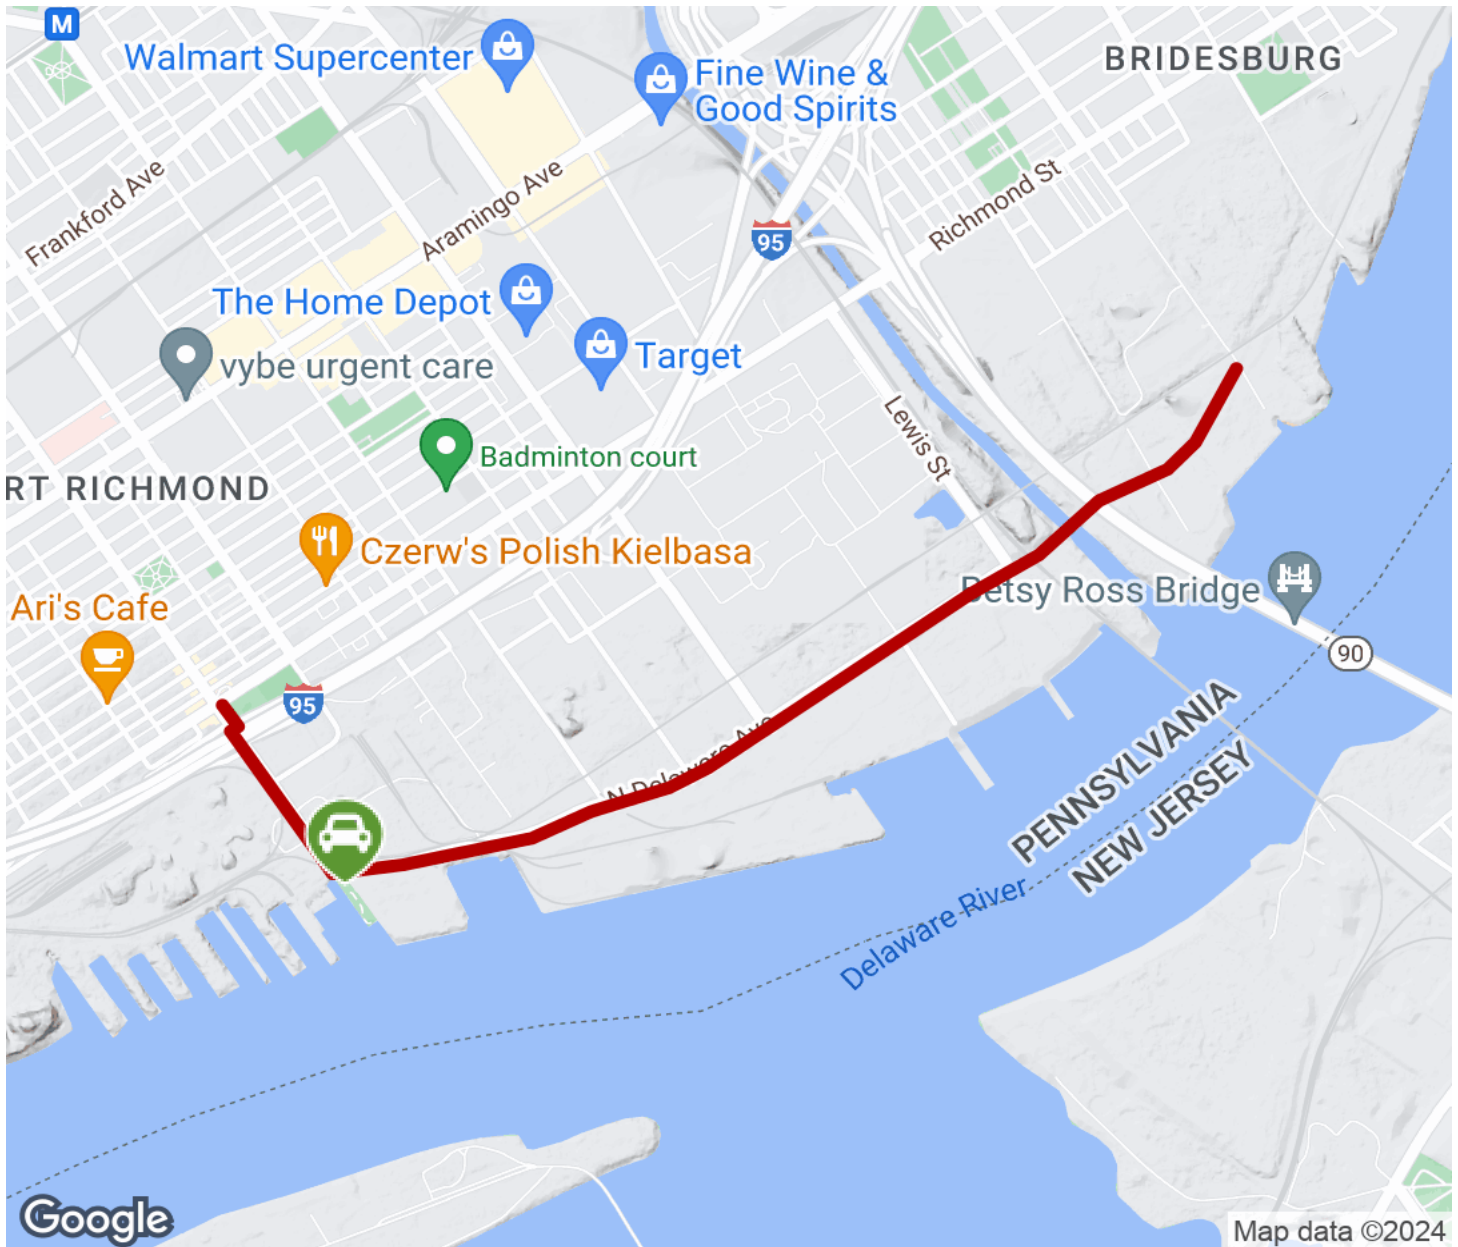 M
Walmart Supercenter
Fine Wine &
Good Spirits
BRIDESBURG
Frankford Ave
Aramingo Ave
Richmond St
95
The Home Depot
vybe urgent care
Target
Lewis St
Badminton court
RT RICHMOND
Czerw's Polish Kielbasa
Ari's Cafe
Betsy Ross Bridge
90
95
N Delaware Ave
PENNSYLVANIA
NEW JERSEY
Delaware River
Google
Map data ©2024